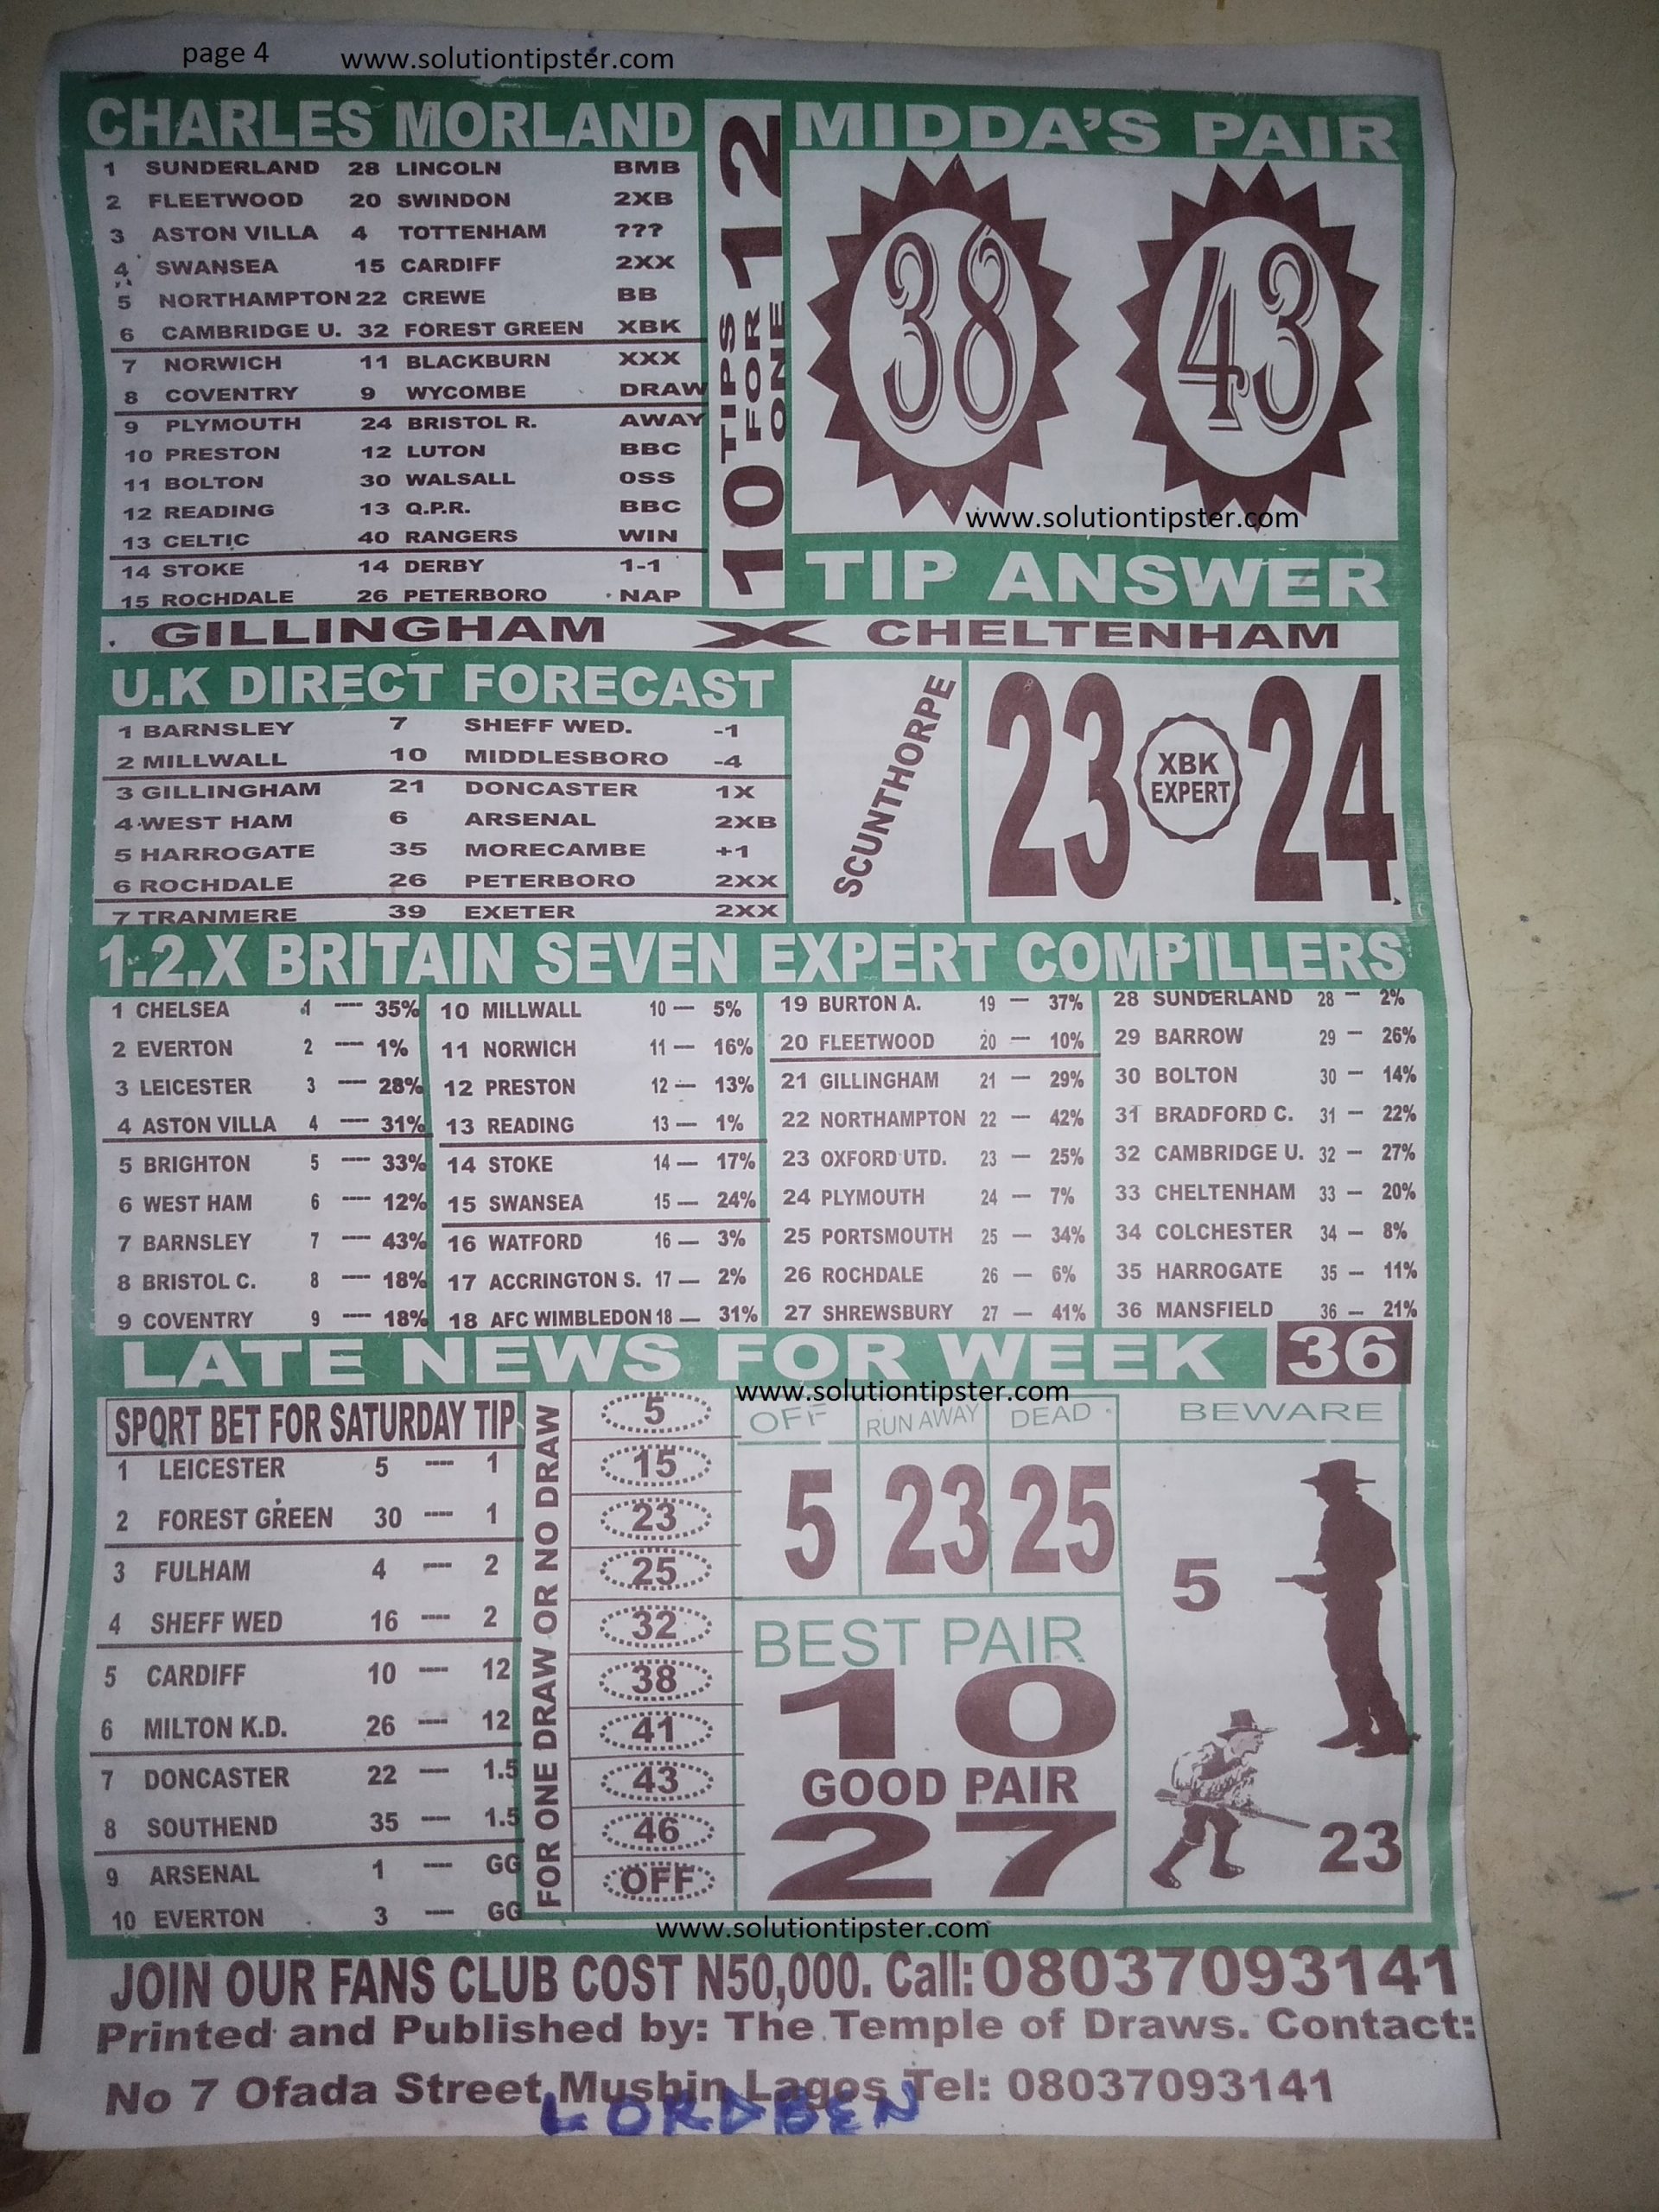 page 4 www.solutiontipster.com
CHARLES MORLAND
1 SUNDERLAND 28 LINCOLN BMB
2 FLEETWOOD 20 SWINDON 2XB
3 ASTON VILLA 4 TOTTENHAM ???
4 SWANSEA 15 CARDIFF 2XX
5 NORTHAMPTON 22 CREWE BB
6 CAMBRIDGE U. 32 FOREST GREEN XBK
7 NORWICH 11 BLACKBURN XXX
8 COVENTRY 9 WYCOMBE DRAW
9 PLYMOUTH 24 BRISTOL R. AWAY
10 PRESTON 12 LUTON BBC
11 BOLTON 30 WALSALL OSS
12 READING 13 Q.P.R. BBC
13 CELTIC 40 RANGERS WIN
14 STOKE 14 DERBY 1-1
15 ROCHDALE 26 PETERBORO NAP
10 TIPS FOR ONE 12
MIDDA'S PAIR
38 43
www.solutiontipster.com
TIP ANSWER
GILLINGHAM X CHELTENHAM
U.K DIRECT FORECAST
1 BARNSLEY 7 SHEFF WED. -1
2 MILLWALL 10 MIDDLESBORO -4
3 GILLINGHAM 21 DONCASTER 1X
4 WEST HAM 6 ARSENAL 2XB
5 HARROGATE 35 MORECAMBE +1
6 ROCHDALE 26 PETERBORO 2XX
7 TRANMERE 39 EXETER 2XX
SCUNTHORPE
23 XBK EXPERT 24
1.2.X BRITAIN SEVEN EXPERT COMPILLERS
1 CHELSEA 1 ---- 35%
2 EVERTON 2 ---- 1%
3 LEICESTER 3 ---- 28%
4 ASTON VILLA 4 ---- 31%
5 BRIGHTON 5 ---- 33%
6 WEST HAM 6 ---- 12%
7 BARNSLEY 7 ---- 43%
8 BRISTOL C. 8 ---- 18%
9 COVENTRY 9 ---- 18%
10 MILLWALL 10 — 5%
11 NORWICH 11 — 16%
12 PRESTON 12 — 13%
13 READING 13 — 1%
14 STOKE 14 — 17%
15 SWANSEA 15 — 24%
16 WATFORD 16 — 3%
17 ACCRINGTON S. 17 — 2%
18 AFC WIMBLEDON 18 — 31%
19 BURTON A. 19 — 37%
20 FLEETWOOD 20 — 10%
21 GILLINGHAM 21 — 29%
22 NORTHAMPTON 22 — 42%
23 OXFORD UTD. 23 — 25%
24 PLYMOUTH 24 — 7%
25 PORTSMOUTH 25 — 34%
26 ROCHDALE 26 — 6%
27 SHREWSBURY 27 — 41%
28 SUNDERLAND 28 — 2%
29 BARROW 29 — 26%
30 BOLTON 30 — 14%
31 BRADFORD C. 31 — 22%
32 CAMBRIDGE U. 32 — 27%
33 CHELTENHAM 33 — 20%
34 COLCHESTER 34 — 8%
35 HARROGATE 35 — 11%
36 MANSFIELD 36 — 21%
LATE NEWS FOR WEEK 36
www.solutiontipster.com
SPORT BET FOR SATURDAY TIP
1 LEICESTER 5 ---- 1
2 FOREST GREEN 30 ---- 1
3 FULHAM 4 ---- 2
4 SHEFF WED 16 ---- 2
5 CARDIFF 10 ---- 12
6 MILTON K.D. 26 ---- 12
7 DONCASTER 22 ---- 1.5
8 SOUTHEND 35 ---- 1.5
9 ARSENAL 1 ---- GG
10 EVERTON 3 ---- GG
FOR ONE DRAW OR NO DRAW
5
15
23
25
32
38
41
43
46
OFF
OFF RUN AWAY DEAD
5 23 25
BEST PAIR
10
GOOD PAIR
27
BEWARE
5
23
www.solutiontipster.com
JOIN OUR FANS CLUB COST N50,000. Call: 08037093141
Printed and Published by: The Temple of Draws. Contact:
No 7 Ofada Street Mushin Lagos Tel: 08037093141
LORDBEN